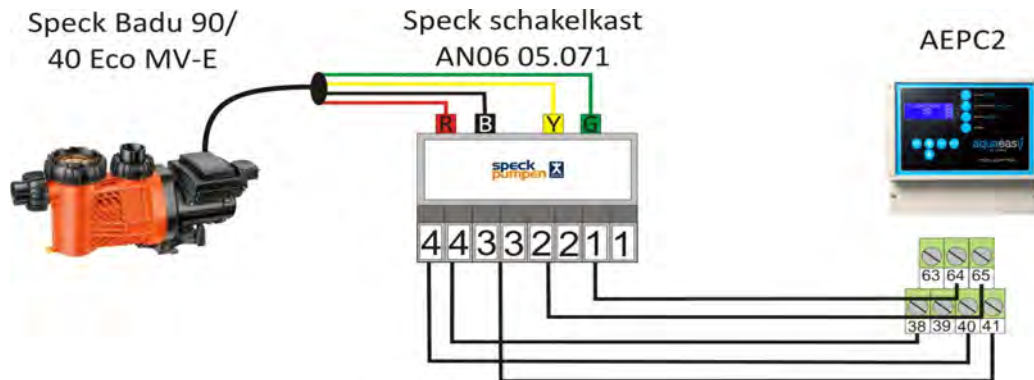 Speck Badu 90/
40 Eco MV-E
Speck schakelkast
AN06 05.071
AEPC2
R B Y G
speck
pumpen
4 4 3 3 2 2 1 1
aquaeasy
63 64 65
38 39 40 41